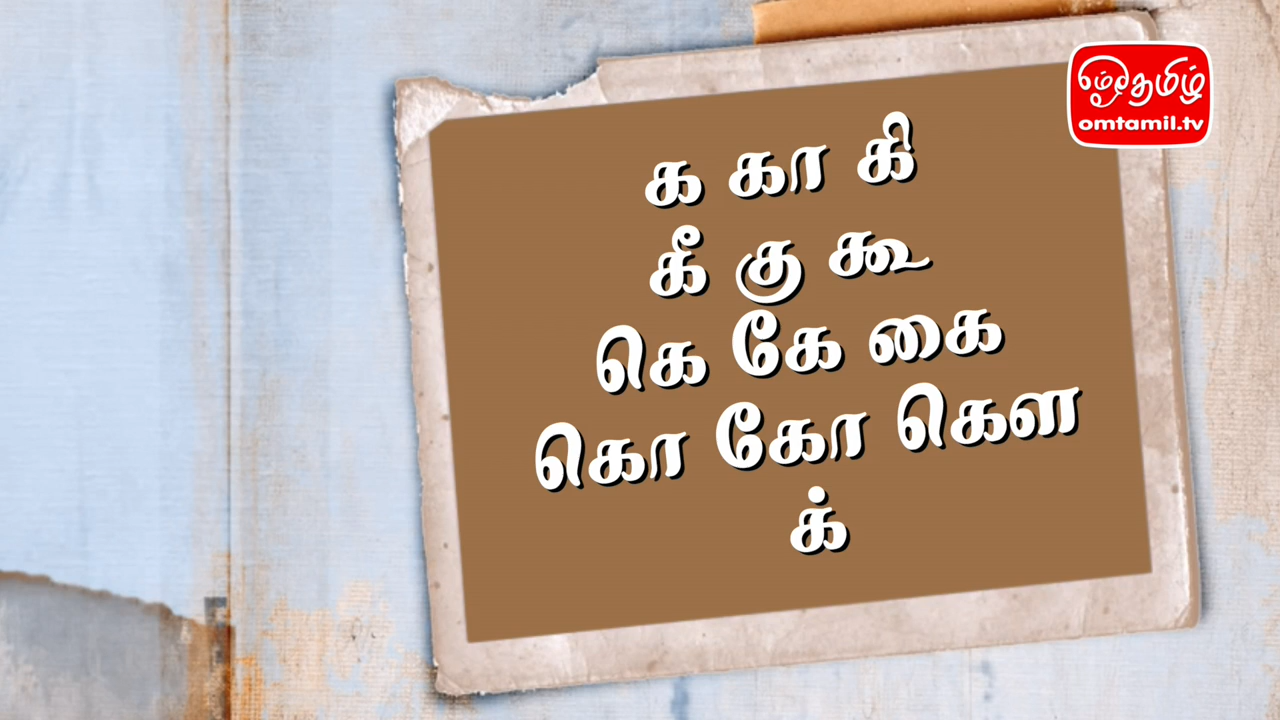 ஓம்தமிழ்
omtamil.tv
க கா கி
கீ கு கூ
கெ கே கை
கொ கோ கௌ
க்